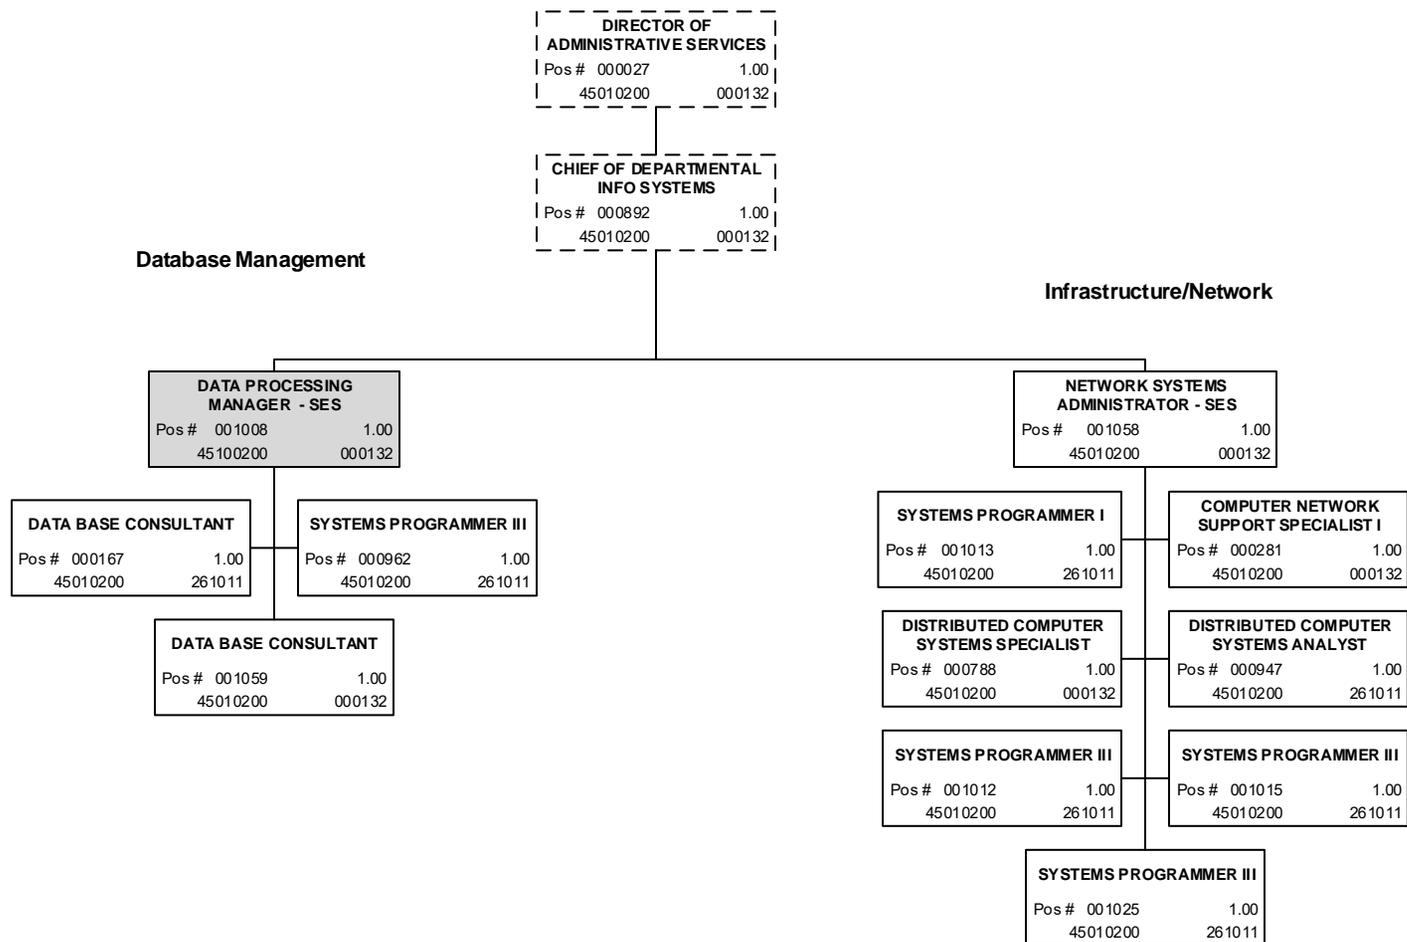 DIRECTOR OF
ADMINISTRATIVE SERVICES
Pos # 000027 1.00
45010200 000132
CHIEF OF DEPARTMENTAL
INFO SYSTEMS
Pos # 000892 1.00
45010200 000132
Database Management
Infrastructure/Network
DATA PROCESSING
MANAGER - SES
Pos # 001008 1.00
45100200 000132
NETWORK SYSTEMS
ADMINISTRATOR - SES
Pos # 001058 1.00
45010200 000132
DATA BASE CONSULTANT
Pos # 000167 1.00
45010200 261011
SYSTEMS PROGRAMMER III
Pos # 000962 1.00
45010200 261011
DATA BASE CONSULTANT
Pos # 001059 1.00
45010200 000132
SYSTEMS PROGRAMMER I
Pos # 001013 1.00
45010200 261011
COMPUTER NETWORK
SUPPORT SPECIALIST I
Pos # 000281 1.00
45010200 000132
DISTRIBUTED COMPUTER
SYSTEMS SPECIALIST
Pos # 000788 1.00
45010200 000132
DISTRIBUTED COMPUTER
SYSTEMS ANALYST
Pos # 000947 1.00
45010200 261011
SYSTEMS PROGRAMMER III
Pos # 001012 1.00
45010200 261011
SYSTEMS PROGRAMMER III
Pos # 001015 1.00
45010200 261011
SYSTEMS PROGRAMMER III
Pos # 001025 1.00
45010200 261011